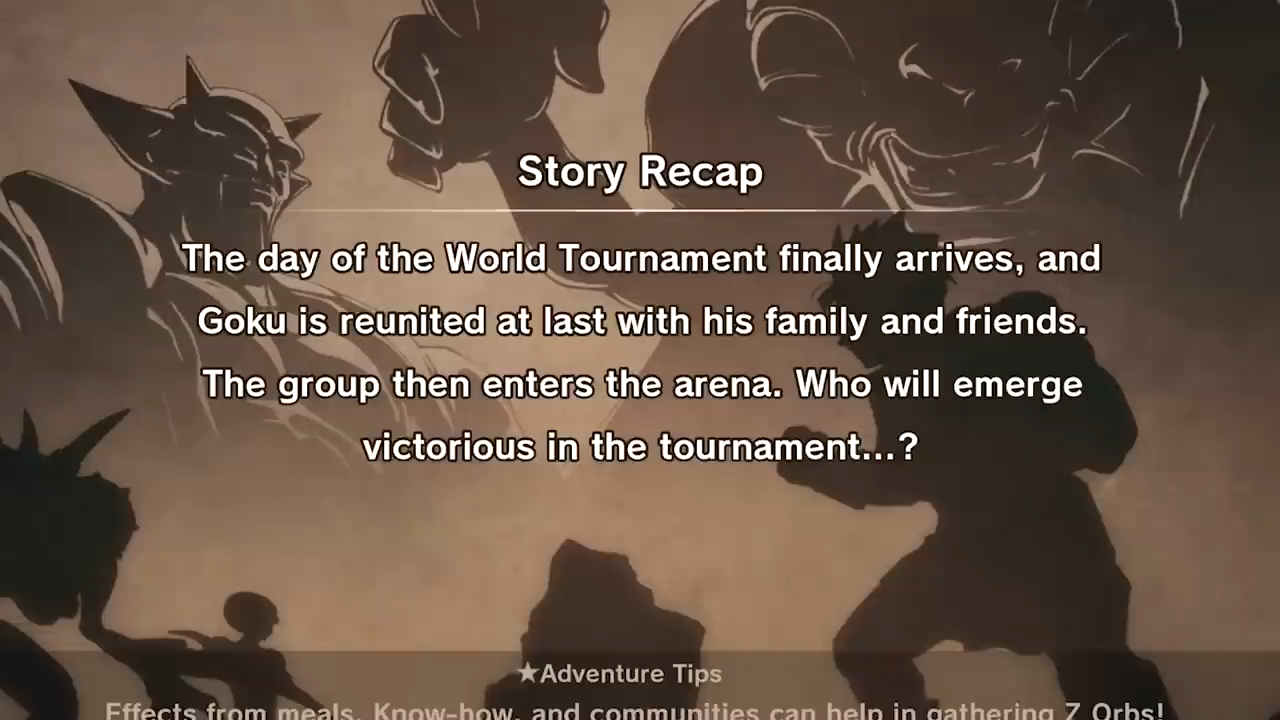 Story Recap
The day of the World Tournament finally arrives, and
Goku is reunited at last with his family and friends.
The group then enters the arena. Who will emerge
victorious in the tournament...?
★Adventure Tips
Effects from meals, Know-how, and communities can help in gathering Z Orbs!